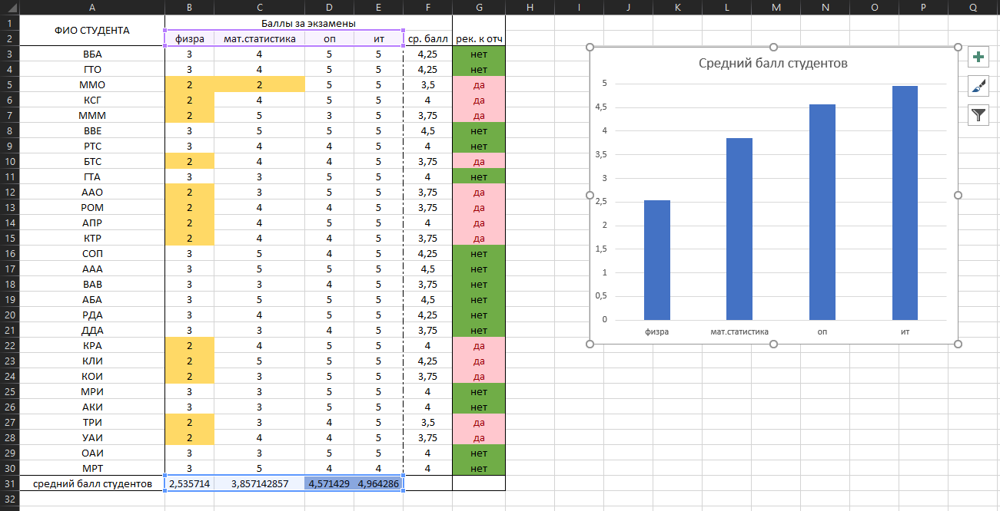 A B C D E F G H I J K L M N O P Q
1 ФИО СТУДЕНТА Баллы за экзамены
2 физра мат.статистика оп ит ср. балл рек. к отч
3 ВБА 3 4 5 5 4,25 нет
4 ГТО 3 4 5 5 4,25 нет
5 ММО 2 2 5 5 3,5 да
6 КСГ 2 4 5 5 4 да
7 МММ 2 5 3 5 3,75 да
8 ВВЕ 3 5 5 5 4,5 нет
9 РТС 3 4 4 5 4 нет
10 БТС 2 4 4 5 3,75 да
11 ГТА 3 3 5 5 4 нет
12 ААО 2 3 5 5 3,75 да
13 РОМ 2 4 4 5 3,75 да
14 АПР 2 4 5 5 4 да
15 КТР 2 4 4 5 3,75 да
16 СОП 3 5 4 5 4,25 нет
17 ААА 3 5 5 5 4,5 нет
18 ВАВ 3 3 4 5 3,75 нет
19 АБА 3 5 5 5 4,5 нет
20 РДА 3 4 5 5 4,25 нет
21 ДДА 3 3 4 5 3,75 нет
22 КРА 2 4 5 5 4 да
23 КЛИ 2 5 5 5 4,25 да
24 КОИ 2 3 5 5 3,75 да
25 МРИ 3 3 5 5 4 нет
26 АКИ 3 3 5 5 4 нет
27 ТРИ 2 3 4 5 3,5 да
28 УАИ 2 4 4 5 3,75 да
29 ОАИ 3 3 5 5 4 нет
30 МРТ 3 5 4 4 4 нет
31 средний балл студентов 2,535714 3,857142857 4,571429 4,964286
32
Средний балл студентов
5
4,5
4
3,5
3
2,5
2
1,5
1
0,5
0
физра мат.статистика оп ит